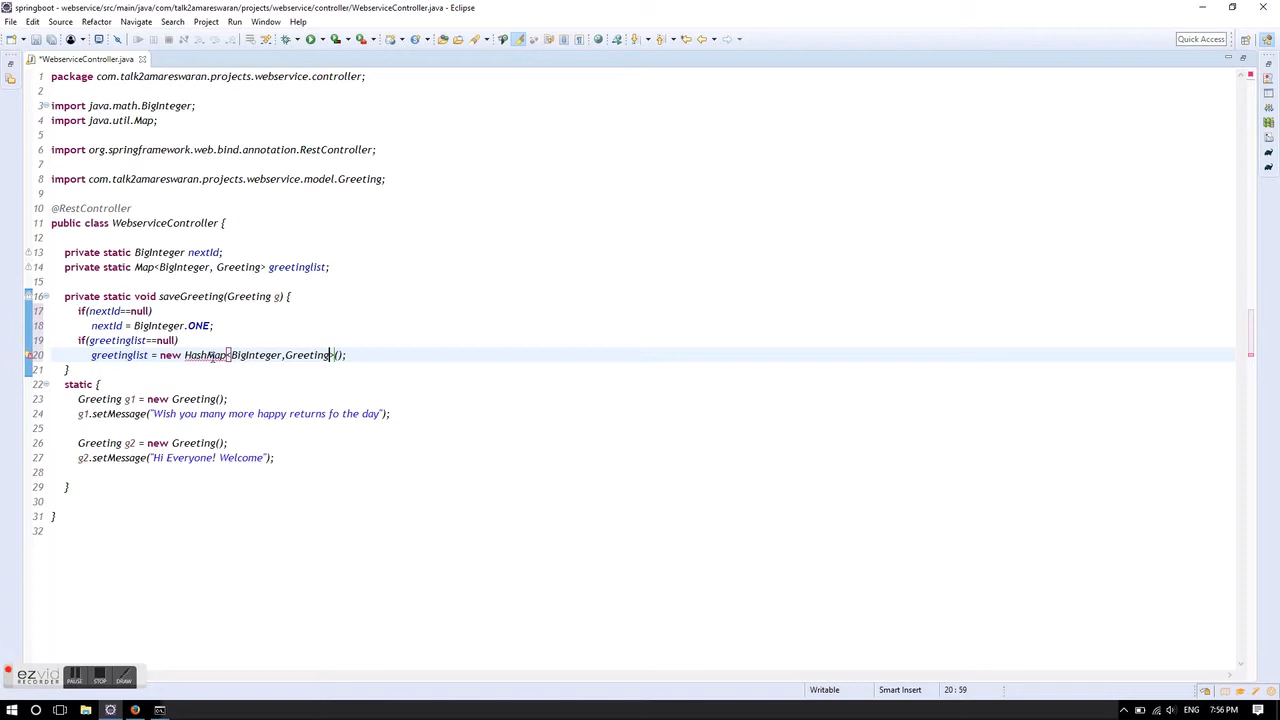 springboot - webservice/src/main/java/com/talk2amareswaran/projects/webservice/controller/WebserviceController.java - Eclipse
File Edit Source Refactor Navigate Search Project Run Window Help
Quick Access
*WebserviceController.java
1 package com.talk2amareswaran.projects.webservice.controller;
2
3 import java.math.BigInteger;
4 import java.util.Map;
5
6 import org.springframework.web.bind.annotation.RestController;
7
8 import com.talk2amareswaran.projects.webservice.model.Greeting;
9
10 @RestController
11 public class WebserviceController {
12
13 private static BigInteger nextId;
14 private static Map<BigInteger, Greeting> greetinglist;
15
16 private static void saveGreeting(Greeting g) {
17 if(nextId==null)
18 nextId = BigInteger.ONE;
19 if(greetinglist==null)
20 greetinglist = new HashMap<BigInteger,Greeting>();
21 }
22 static {
23 Greeting g1 = new Greeting();
24 g1.setMessage("Wish you many more happy returns fo the day");
25
26 Greeting g2 = new Greeting();
27 g2.setMessage("Hi Everyone! Welcome");
28
29 }
30
31 }
32
ezvid
RECORDER
PAUSE STOP DRAW
Writable Smart Insert 20 : 59
ENG 7:56 PM